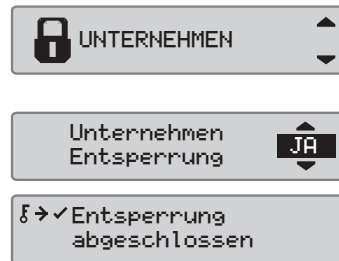 UNTERNEHMEN
Unternehmen
Entsperrung
JA
Entsperrung
abgeschlossen